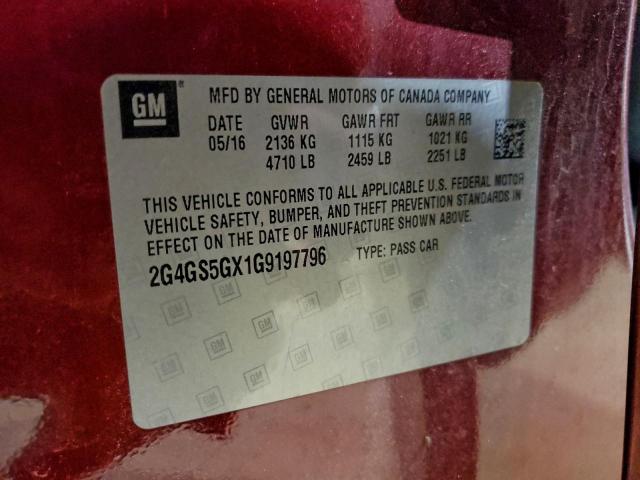 GM ®
MFD BY GENERAL MOTORS OF CANADA COMPANY
DATE GVWR GAWR FRT GAWR RR
05/16 2136 KG 1115 KG 1021 KG
4710 LB 2459 LB 2251 LB
THIS VEHICLE CONFORMS TO ALL APPLICABLE U.S. FEDERAL MOTOR
VEHICLE SAFETY, BUMPER, AND THEFT PREVENTION STANDARDS IN
EFFECT ON THE DATE OF MANUFACTURE SHOWN ABOVE.
2G4GS5GX1G9197796 TYPE: PASS CAR